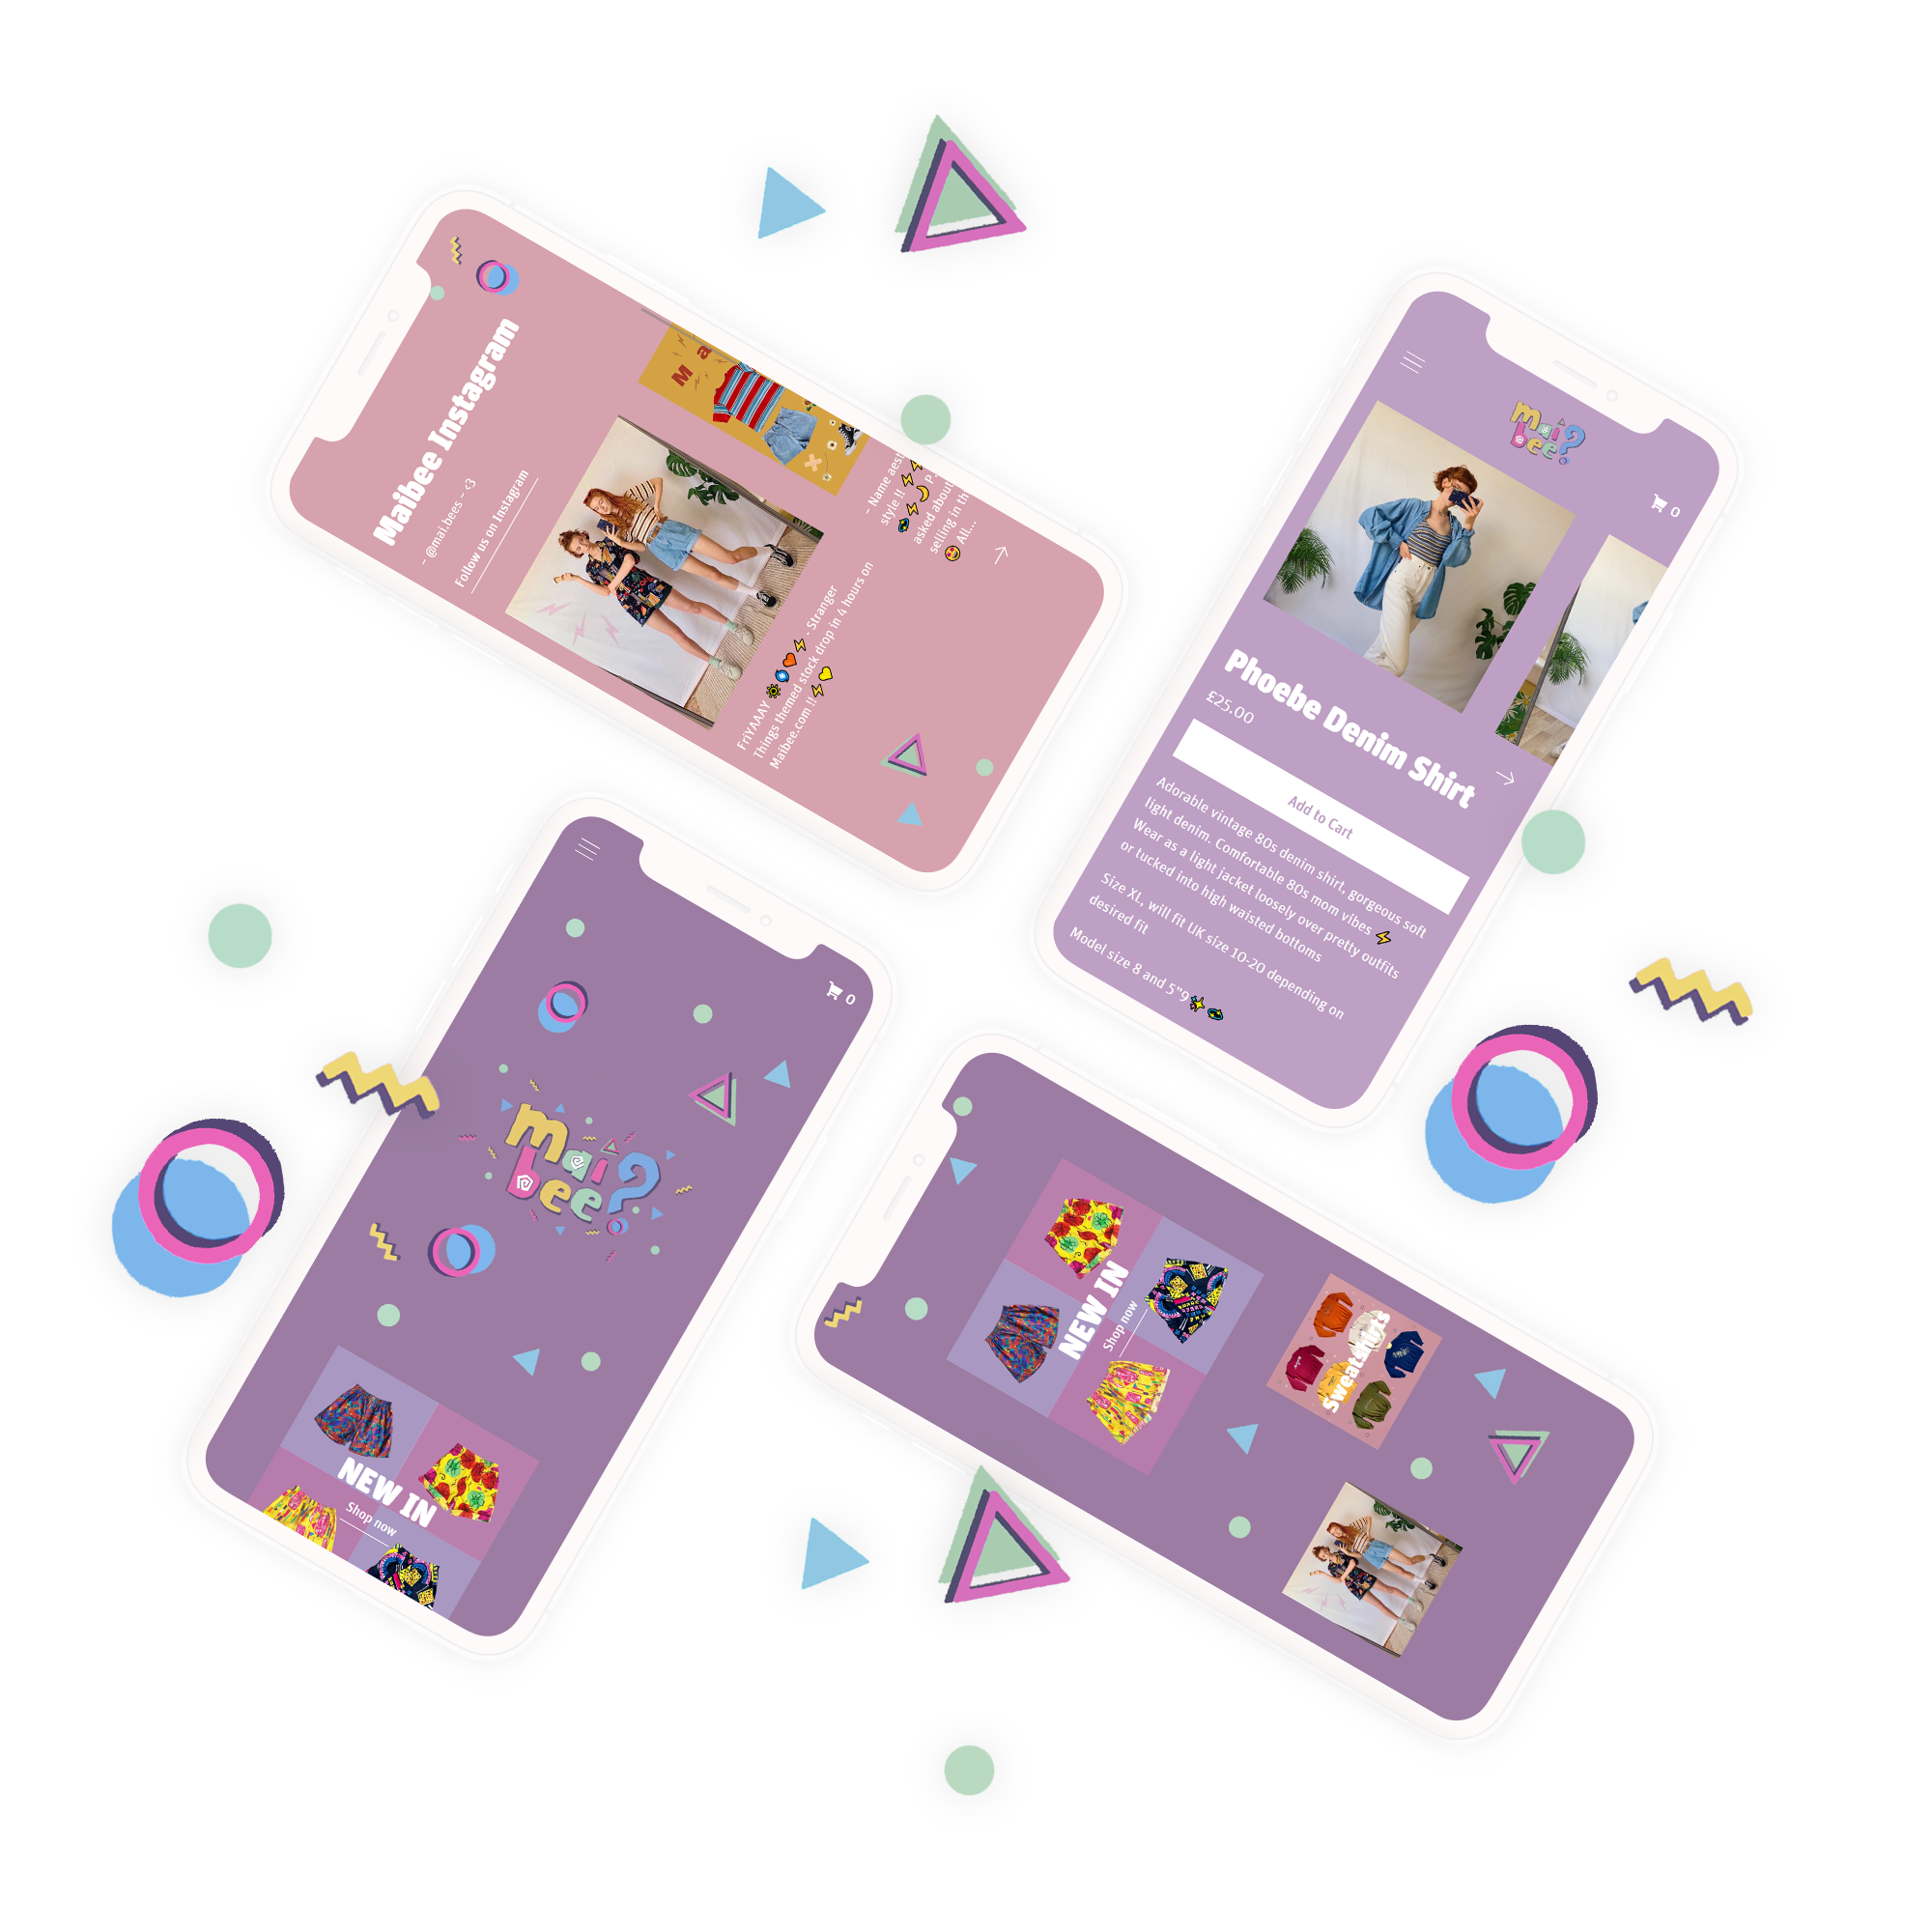 Maibee Instagram
~ @mai.bees ~ <3
Follow us on Instagram
M
a
FriYAAAY 🌞🌀🧡⚡ - Stranger
Things themed stock drop in 4 hours on
Maibee.com !! ⚡💛
~ Name aest
style !! ⚡⚡
⚡🌙 P.
asked about
selling in th
😍 All...
mai
bee?
0
Phoebe Denim Shirt
£25.00
Add to Cart
Adorable vintage 80s denim shirt, gorgeous soft
light denim. Comfortable 80s mom vibes ⚡
Wear as a light jacket loosely over pretty outfits
or tucked into high waisted bottoms
Size XL, will fit UK size 10-20 depending on
desired fit
Model size 8 and 5"9✨
0
mai
bee?
NEW IN
Shop now
NEW IN
Shop now
Sweatshirts